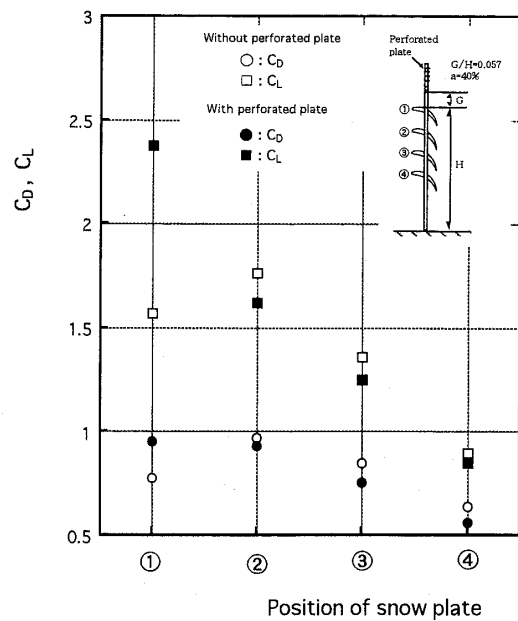 3
2.5
2
1.5
1
0.5
C_D, C_L
Without perforated plate
○ : C_D
□ : C_L
With perforated plate
● : C_D
■ : C_L
Perforated
plate
G/H=0.057
a=40%
G
①
②
③
④
H
① ② ③ ④
Position of snow plate